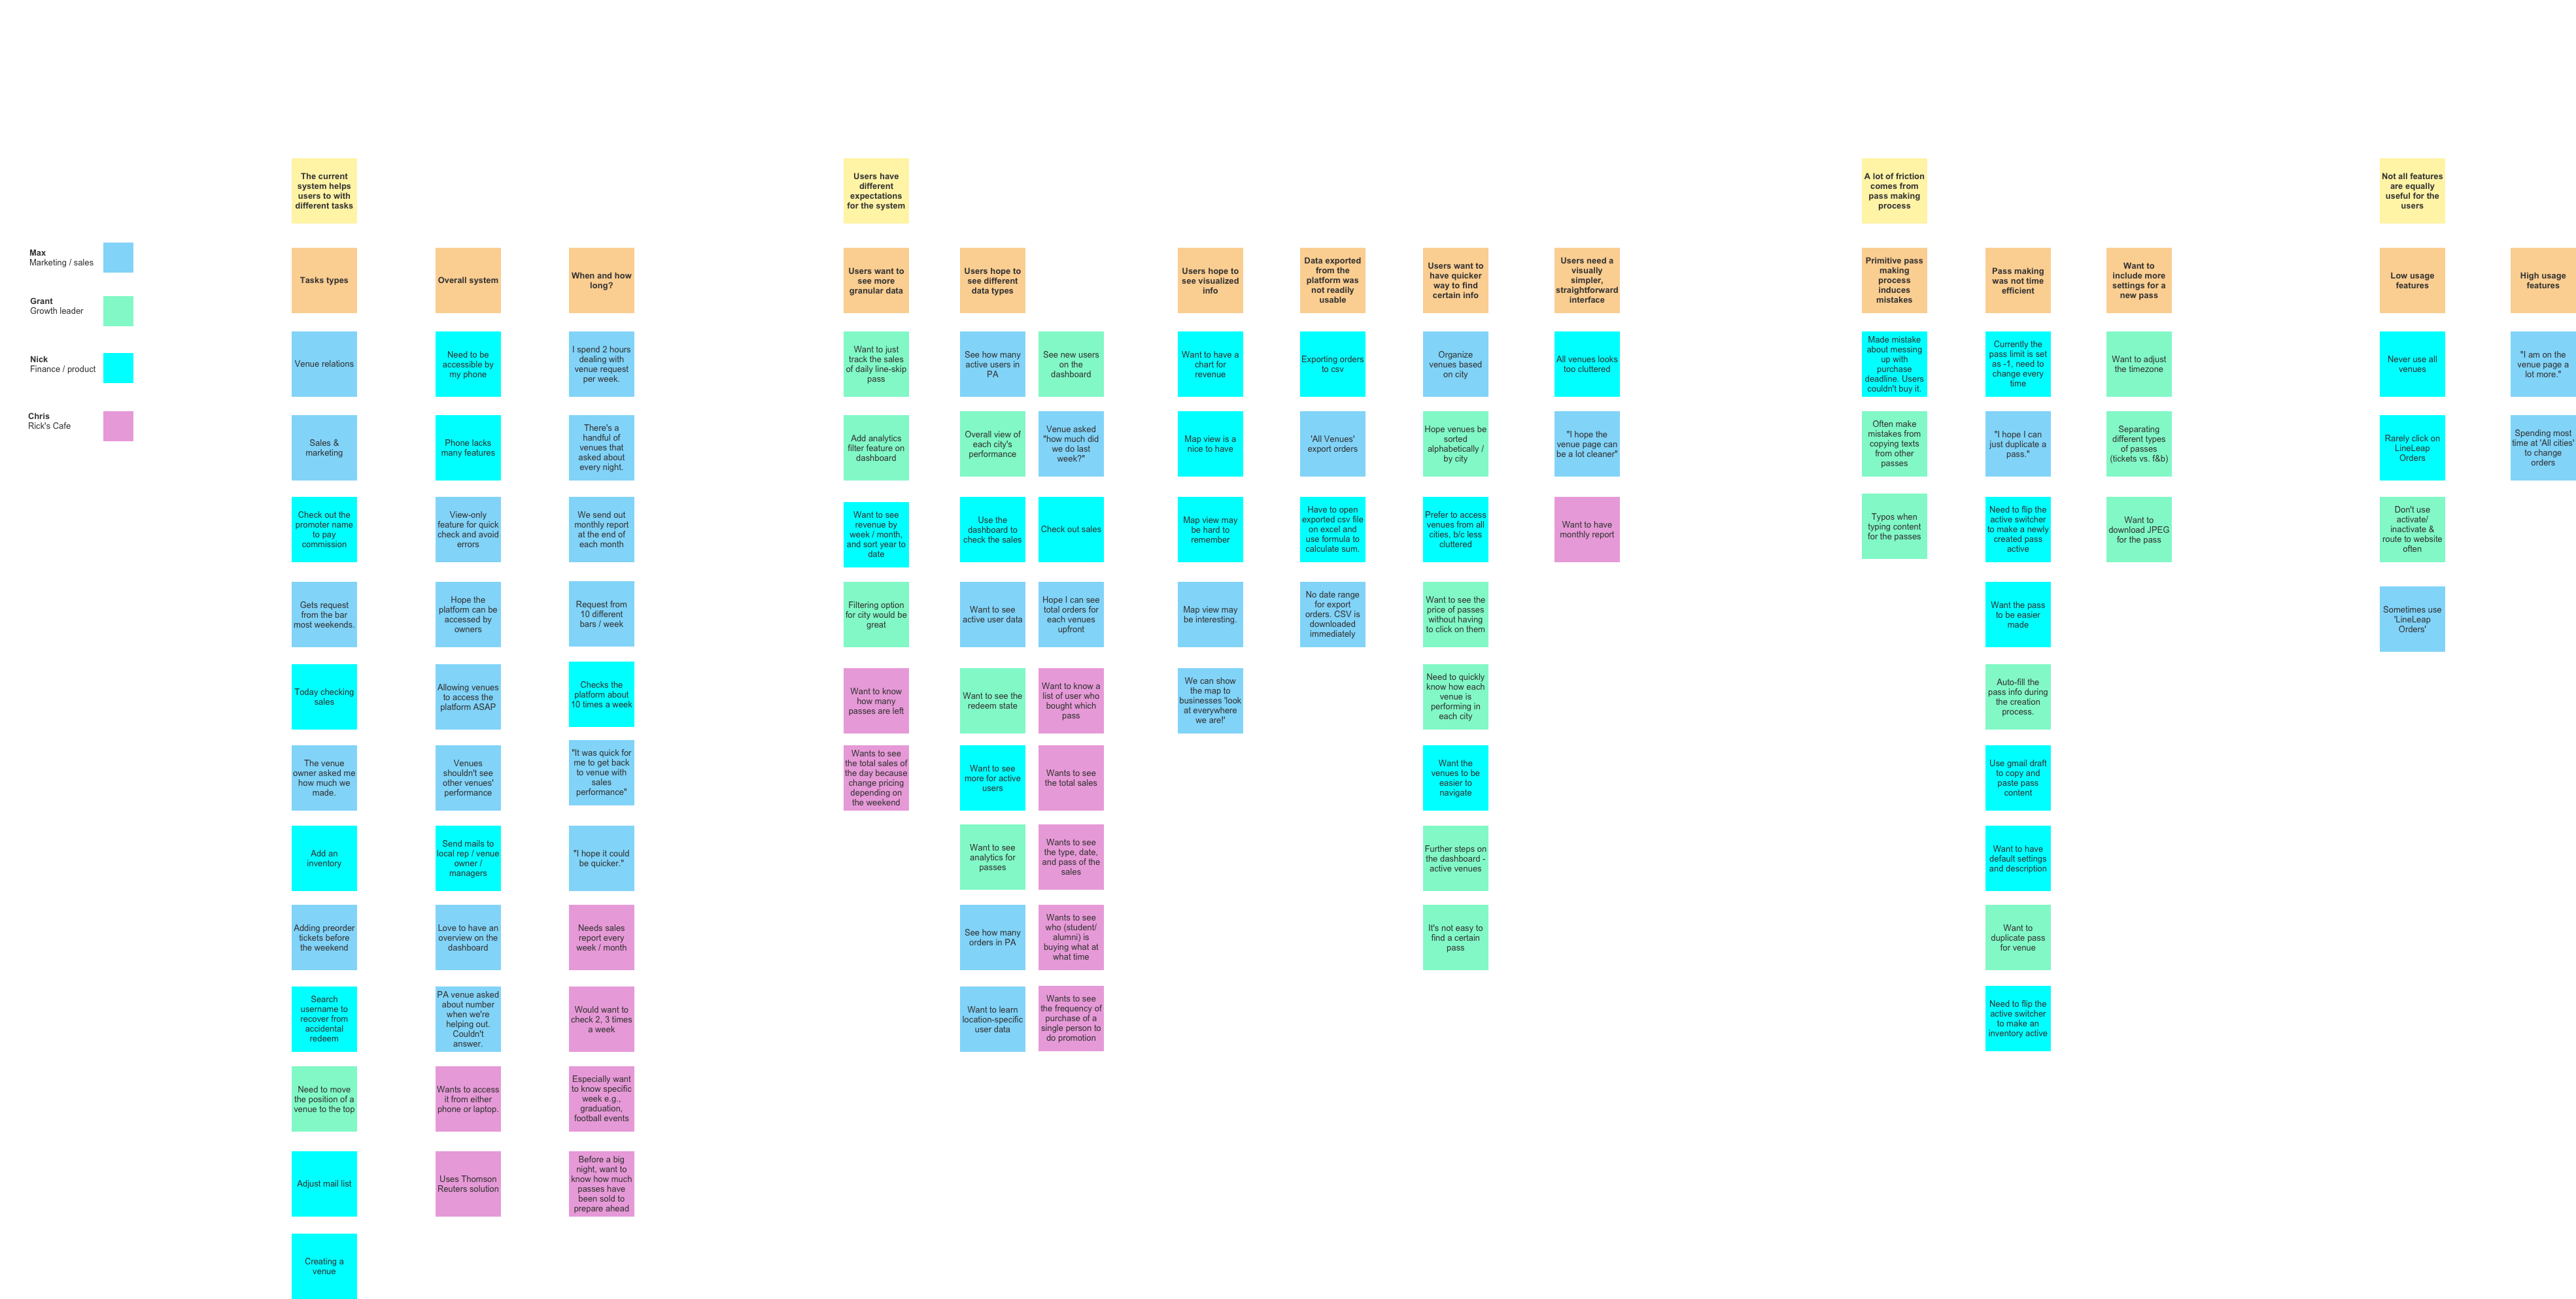 Max
Marketing / sales
Grant
Growth leader
Nick
Finance / product
Chris
Rick's Cafe
The current
system helps
users to with
different tasks
Tasks types
Venue relations
Sales &
marketing
Check out the
promoter name
to pay
commission
Gets request
from the bar
most weekends.
Today checking
sales
The venue
owner asked me
how much we
made.
Add an
inventory
Adding preorder
tickets before
the weekend
Search
username to
recover from
accidental
redeem
Need to move
the position of a
venue to the top
Adjust mail list
Creating a
venue
Overall system
Need to be
accessible by
my phone
Phone lacks
many features
View-only
feature for quick
check and avoid
errors
Hope the
platform can be
accessed by
owners
Allowing venues
to access the
platform ASAP
Venues
shouldn't see
other venues'
performance
Send mails to
local rep / venue
owner /
managers
Love to have an
overview on the
dashboard
PA venue asked
about number
when we're
helping out.
Couldn't
answer.
Wants to access
it from either
phone or laptop.
Uses Thomson
Reuters solution
When and how
long?
I spend 2 hours
dealing with
venue request
per week.
There's a
handful of
venues that
asked about
every night.
We send out
monthly report
at the end of
each month
Request from
10 different
bars / week
Checks the
platform about
10 times a week
"It was quick for
me to get back
to venue with
sales
performance"
"I hope it could
be quicker."
Needs sales
report every
week / month
Would want to
check 2, 3 times
a week
Especially want
to know specific
week e.g.,
graduation,
football events
Before a big
night, want to
know how much
passes have
been sold to
prepare ahead
Users have
different
expectations
for the system
Users want to
see more
granular data
Want to just
track the sales
of daily line-skip
pass
Add analytics
filter feature on
dashboard
Want to see
revenue by
week / month,
and sort year to
date
Filtering option
for city would be
great
Want to know
how many
passes are left
Wants to see
the total sales of
the day because
change pricing
depending on
the weekend
Users hope to
see different
data types
See how many
active users in
PA
Overall view of
each city's
performance
Use the
dashboard to
check the sales
Want to see
active user data
Want to see the
redeem state
Want to see
more for active
users
Want to see
analytics for
passes
See how many
orders in PA
Want to learn
location-specific
user data
See new users
on the
dashboard
Venue asked
"how much did
we do last
week?"
Check out sales
Hope I can see
total orders for
each venues
upfront
Want to know a
list of user who
bought which
pass
Wants to see
the total sales
Wants to see
the type, date,
and pass of the
sales
Wants to see
who (student/
alumni) is
buying what at
what time
Wants to see
the frequency of
purchase of a
single person to
do promotion
Users hope to
see visualized
info
Want to have a
chart for
revenue
Map view is a
nice to have
Map view may
be hard to
remember
Map view may
be interesting.
We can show
the map to
businesses 'look
at everywhere
we are!'
Data exported
from the
platform was
not readily
usable
Exporting orders
to csv
'All Venues'
export orders
Have to open
exported csv file
on excel and
use formula to
calculate sum.
No date range
for export
orders. CSV is
downloaded
immediately
Users want to
have quicker
way to find
certain info
Organize
venues based
on city
Hope venues be
sorted
alphabetically /
by city
Prefer to access
venues from all
cities, b/c less
cluttered
Want to see the
price of passes
without having
to click on them
Need to quickly
know how each
venue is
performing in
each city
Want the
venues to be
easier to
navigate
Further steps on
the dashboard -
active venues
It's not easy to
find a certain
pass
Users need a
visually
simpler,
straightforward
interface
All venues looks
too cluttered
"I hope the
venue page can
be a lot cleaner"
Want to have
monthly report
A lot of friction
comes from
pass making
process
Primitive pass
making
process
induces
mistakes
Made mistake
about messing
up with
purchase
deadline. Users
couldn't buy it.
Often make
mistakes from
copying texts
from other
passes
Typos when
typing content
for the passes
Pass making
was not time
efficient
Currently the
pass limit is set
as -1, need to
change every
time
"I hope I can
just duplicate a
pass."
Need to flip the
active switcher
to make a newly
created pass
active
Want the pass
to be easier
made
Auto-fill the
pass info during
the creation
process.
Use gmail draft
to copy and
paste pass
content
Want to have
default settings
and description
Want to
duplicate pass
for venue
Need to flip the
active switcher
to make an
inventory active
Want to
include more
settings for a
new pass
Want to adjust
the timezone
Separating
different types
of passes
(tickets vs. f&b)
Want to
download JPEG
for the pass
Not all features
are equally
useful for the
users
Low usage
features
Never use all
venues
Rarely click on
LineLeap
Orders
Don't use
activate/
inactivate &
route to website
often
Sometimes use
'LineLeap
Orders'
High usage
features
"I am on the
venue page a
lot more."
Spending most
time at 'All cities'
to change
orders